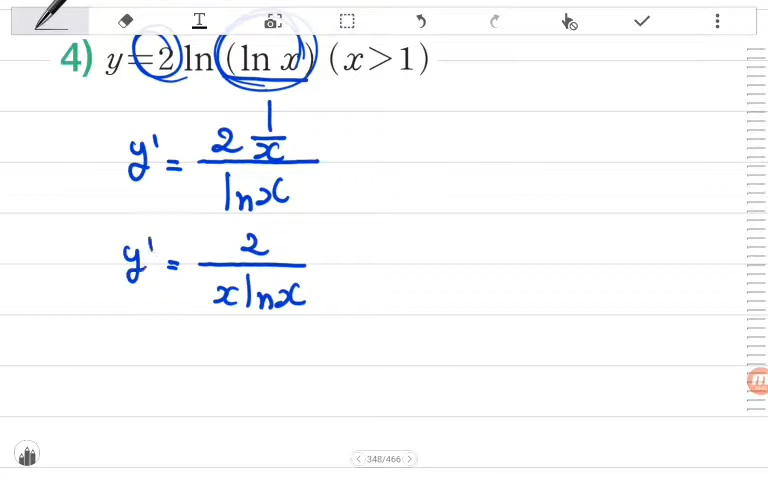 4) y=2 ln (ln x) (x>1)
y' = 2 1/x / ln x
y' = 2 / x ln x
348/466